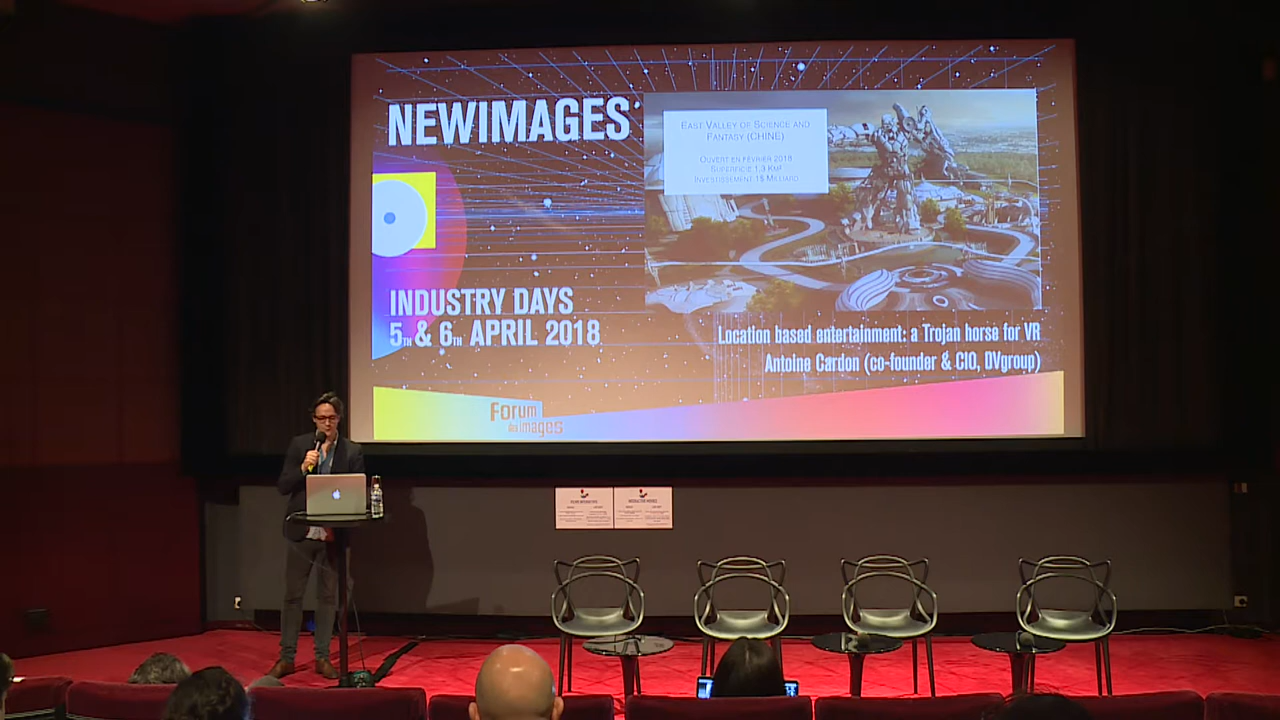 NEWIMAGES
EAST VALLEY OF SCIENCE AND
FANTASY (CHINE)
OUVERT EN FÉVRIER 2018
SUPERFICIE 1,3 KM²
INVESTISSEMENT 1$ MILLIARD
INDUSTRY DAYS
5TH & 6TH APRIL 2018
Location based entertainment: a Trojan horse for VR
Antoine Cardon (co-founder & CIO, DVgroup)
Forum
des images